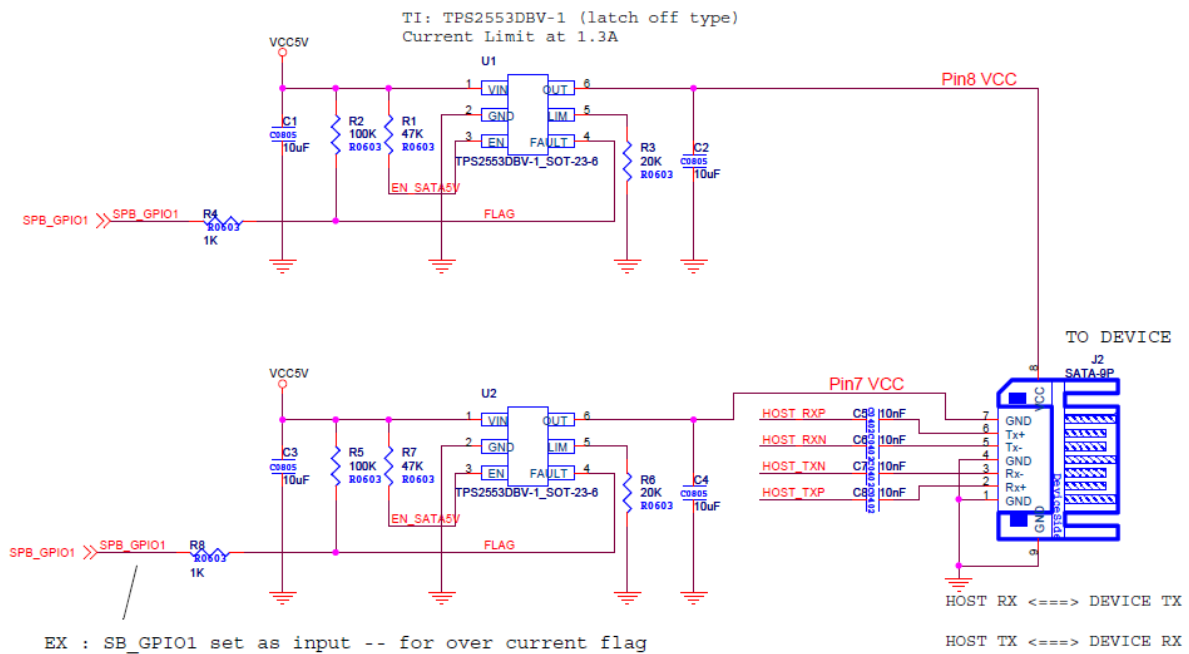 TI: TPS2553DBV-1 (latch off type)
Current Limit at 1.3A
VCC5V
U1
Pin8 VCC
1 VIN OUT 6
2 GND LIM 5
3 EN FAULT 4
TPS2553DBV-1_SOT-23-6
C1
C0805
10uF
R2
100K
R0603
R1
47K
R0603
R3
20K
R0603
C2
C0805
10uF
EN_SATA5V
SPB_GPIO1 SPB_GPIO1
R4
R0603
1K
FLAG
TO DEVICE
J2
SATA-9P
VCC5V
U2
Pin7 VCC
1 VIN OUT 6
2 GND LIM 5
3 EN FAULT 4
TPS2553DBV-1_SOT-23-6
C3
C0805
10uF
R5
100K
R0603
R7
47K
R0603
R6
20K
R0603
C4
C0805
10uF
EN_SATA5V
SPB_GPIO1 SPB_GPIO1
R8
R0603
1K
FLAG
HOST_RXP C5 10nF
HOST_RXN C6 10nF
HOST_TXN C7 10nF
HOST_TXP C8 10nF
8 VCC
7 GND
6 Tx+
5 Tx-
4 GND
3 Rx-
2 Rx+
1 GND
DeviceSide
GND
9
HOST RX <===> DEVICE TX
HOST TX <===> DEVICE RX
EX : SB_GPIO1 set as input -- for over current flag